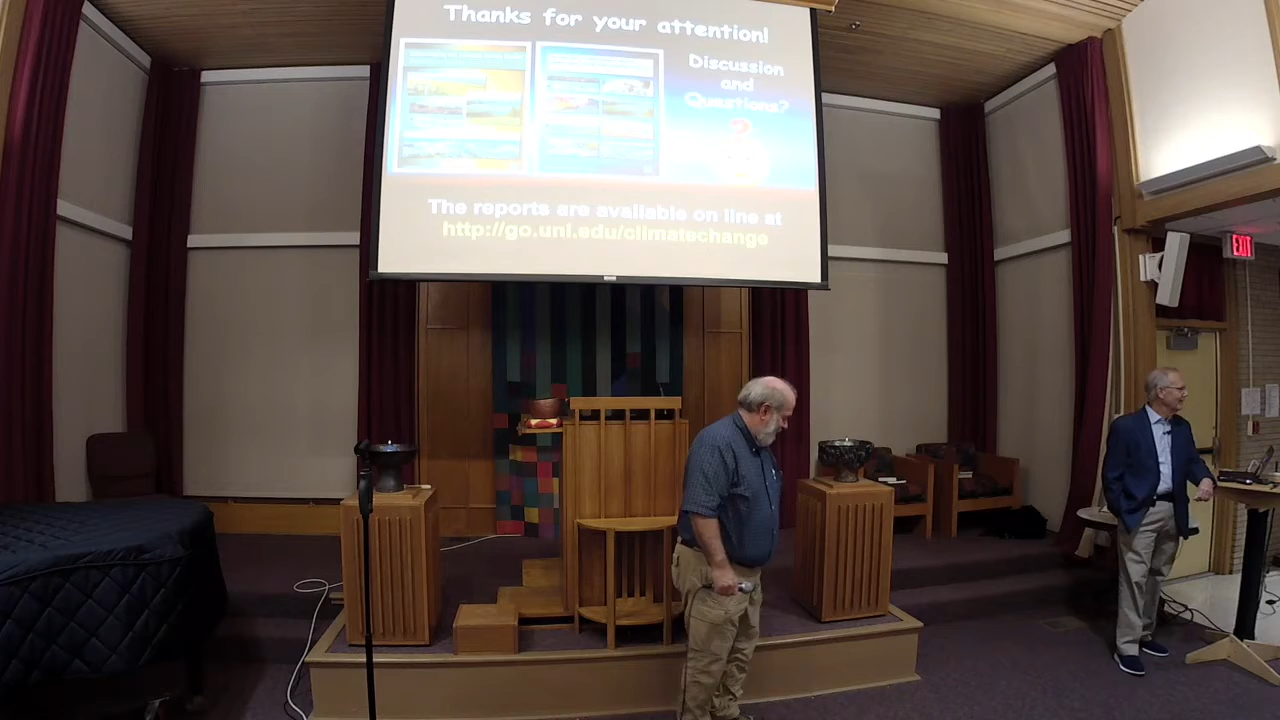 Thanks for your attention!
Discussion
and
Questions?
The reports are available on line at
http://go.unl.edu/climatechange
EXIT